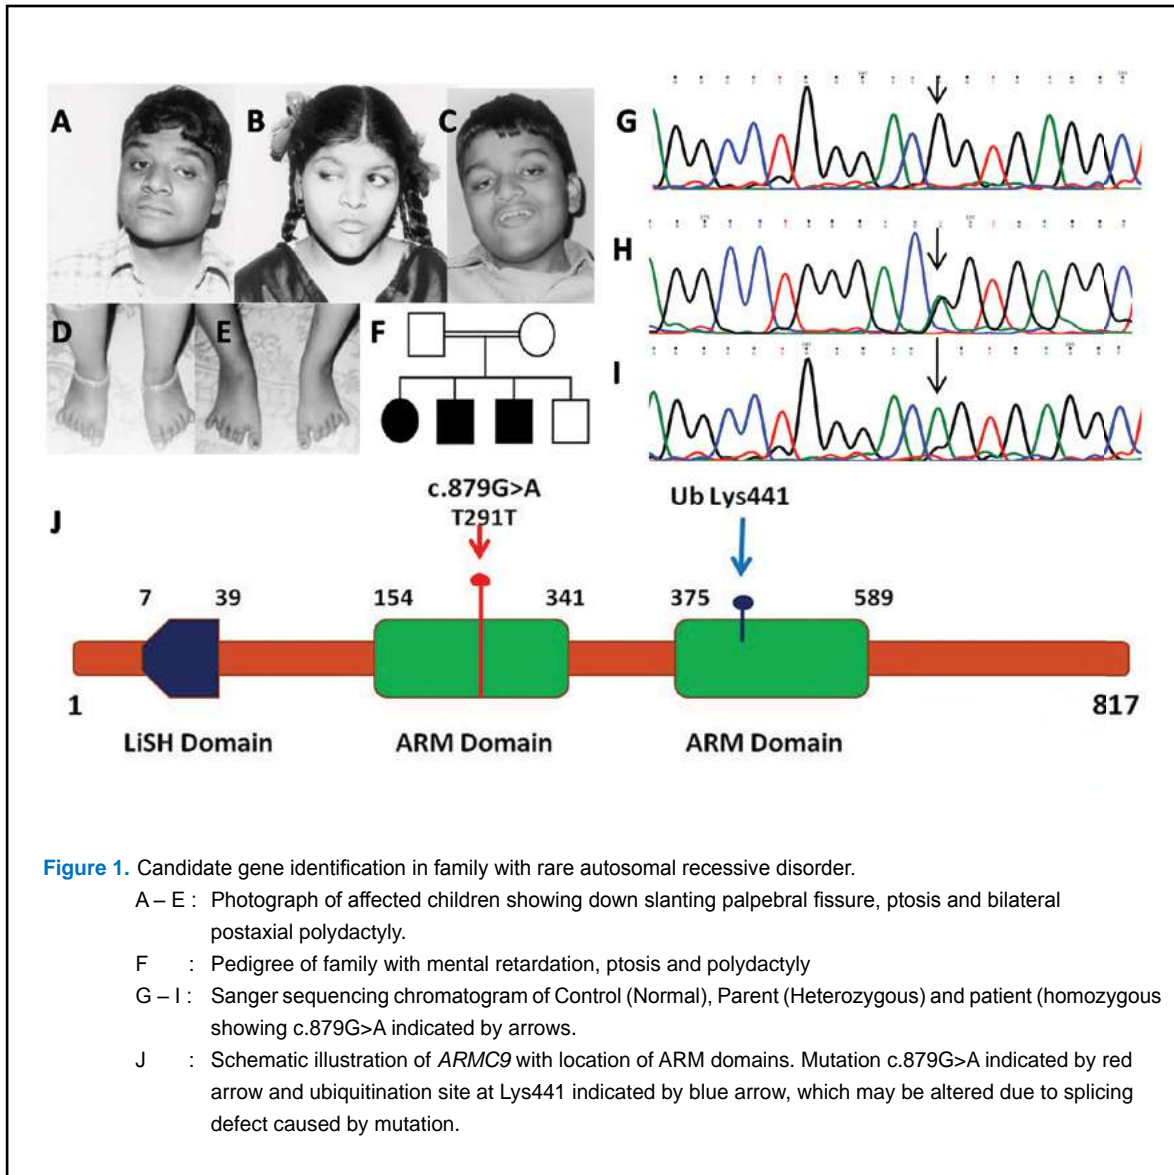 A
B
C
D
E
F
G
H
I
c.879G>A
T291T
Ub Lys441
J
7
39
154
341
375
589
1
817
LiSH Domain
ARM Domain
ARM Domain
Figure 1. Candidate gene identification in family with rare autosomal recessive disorder.
A – E : Photograph of affected children showing down slanting palpebral fissure, ptosis and bilateral
postaxial polydactyly.
F : Pedigree of family with mental retardation, ptosis and polydactyly
G – I : Sanger sequencing chromatogram of Control (Normal), Parent (Heterozygous) and patient (homozygous
showing c.879G>A indicated by arrows.
J : Schematic illustration of ARMC9 with location of ARM domains. Mutation c.879G>A indicated by red
arrow and ubiquitination site at Lys441 indicated by blue arrow, which may be altered due to splicing
defect caused by mutation.